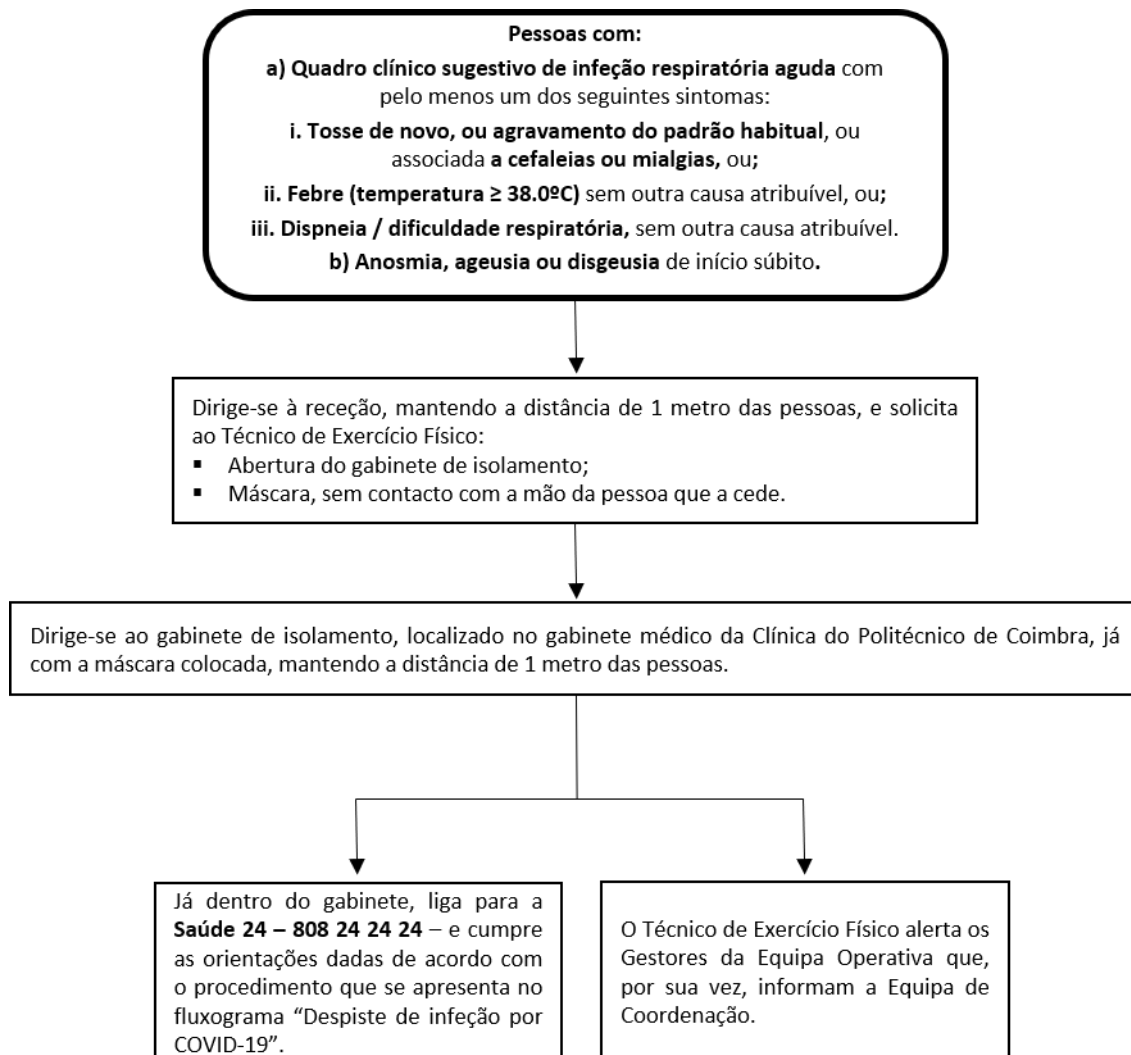 Pessoas com:
a) Quadro clínico sugestivo de infeção respiratória aguda com
pelo menos um dos seguintes sintomas:
i. Tosse de novo, ou agravamento do padrão habitual, ou
associada a cefaleias ou mialgias, ou;
ii. Febre (temperatura ≥ 38.0ºC) sem outra causa atribuível, ou;
iii. Dispneia / dificuldade respiratória, sem outra causa atribuível.
b) Anosmia, ageusia ou disgeusia de início súbito.
Dirige-se à receção, mantendo a distância de 1 metro das pessoas, e solicita
ao Técnico de Exercício Físico:
▪ Abertura do gabinete de isolamento;
▪ Máscara, sem contacto com a mão da pessoa que a cede.
Dirige-se ao gabinete de isolamento, localizado no gabinete médico da Clínica do Politécnico de Coimbra, já
com a máscara colocada, mantendo a distância de 1 metro das pessoas.
Já dentro do gabinete, liga para a
Saúde 24 – 808 24 24 24 – e cumpre
as orientações dadas de acordo com
o procedimento que se apresenta no
fluxograma “Despiste de infeção por
COVID-19”.
O Técnico de Exercício Físico alerta os
Gestores da Equipa Operativa que,
por sua vez, informam a Equipa de
Coordenação.